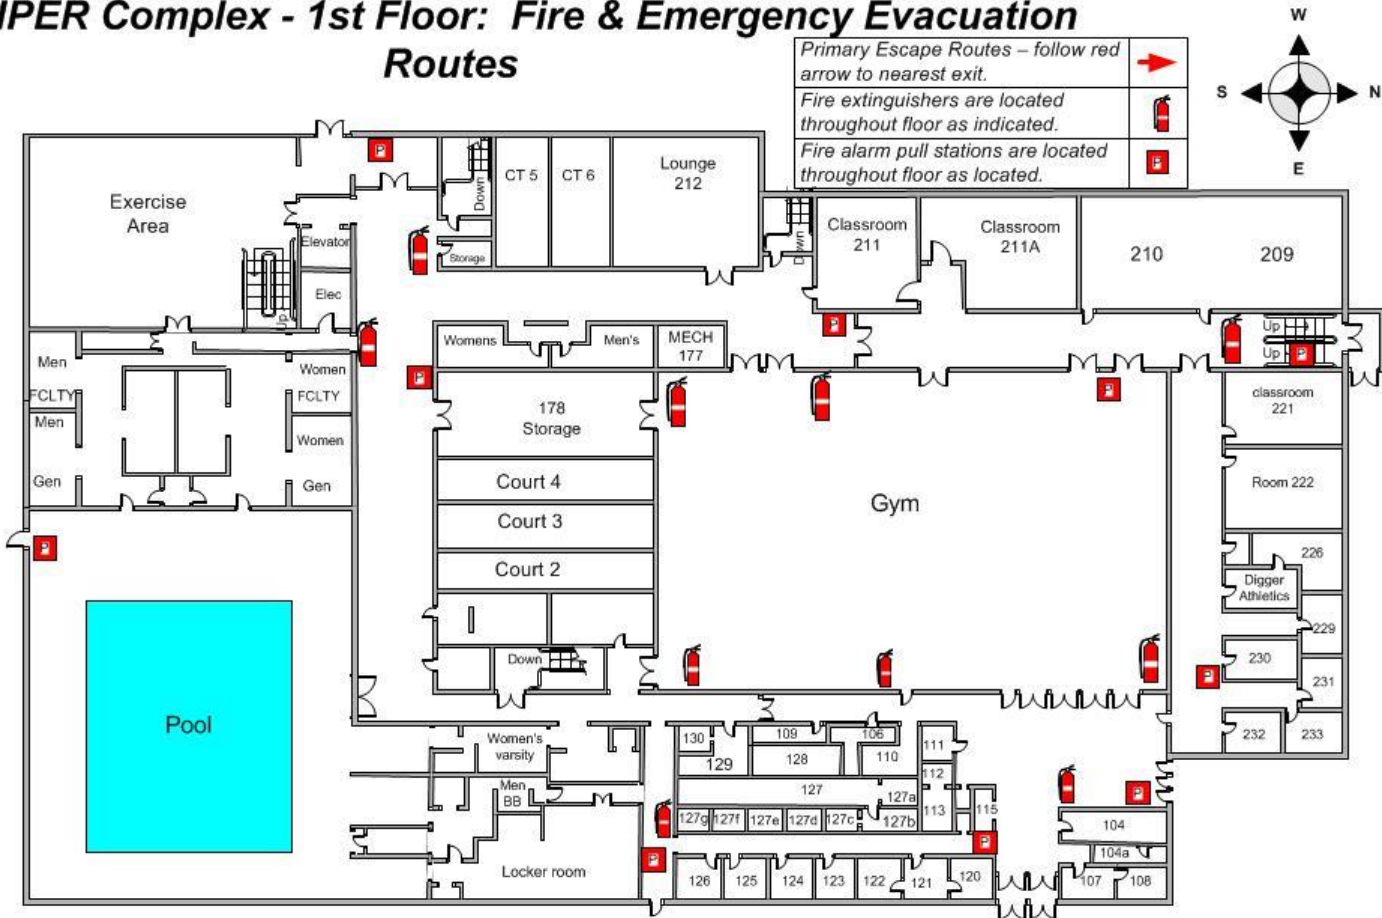 IPER Complex - 1st Floor: Fire & Emergency Evacuation
Routes
Primary Escape Routes – follow red
arrow to nearest exit.
Fire extinguishers are located
throughout floor as indicated.
Fire alarm pull stations are located
throughout floor as located.
P
W
S
N
E
P
Exercise
Area
Elevator
Elec
Up
Down
Storage
CT 5
CT 6
Lounge
212
Down
Classroom
211
Classroom
211A
210
209
P
Up
Up
P
Men
FCLTY
Men
Gen
Women
FCLTY
Women
Gen
P
Womens
Men's
MECH
177
178
Storage
Court 4
Court 3
Court 2
Down
Gym
P
classroom
221
Room 222
226
Digger
Athletics
229
230
231
232
233
P
P
Pool
Women's
varsity
Men
BB
Locker room
P
130
129
109
128
106
110
111
112
113
115
127
127a
127b
127g
127f
127e
127d
127c
P
126
125
124
123
122
121
120
P
104
104a
107
108